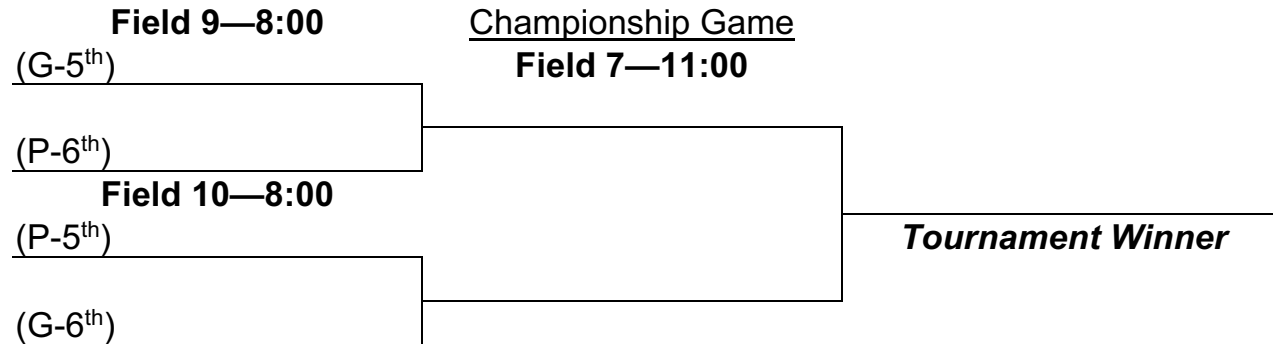 Field 9—8:00
Championship Game
(G-5th)
Field 7—11:00
(P-6th)
Field 10—8:00
(P-5th)
Tournament Winner
(G-6th)